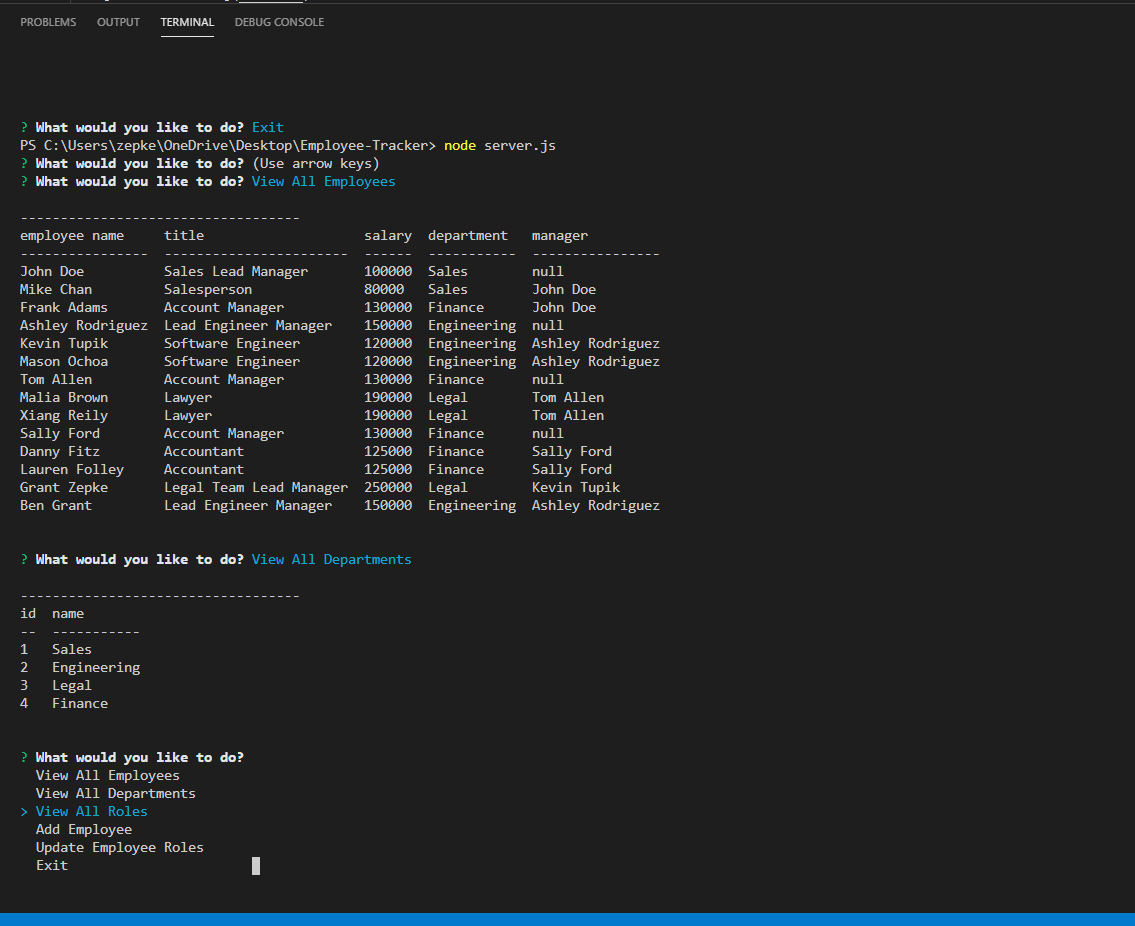 PROBLEMS OUTPUT TERMINAL DEBUG CONSOLE
? What would you like to do? Exit
PS C:\Users\zepke\OneDrive\Desktop\Employee-Tracker> node server.js
? What would you like to do? (Use arrow keys)
? What would you like to do? View All Employees
-----------------------------------
employee name    title                    salary  department   manager
----------------  -----------------------  ------  -----------  ----------------
John Doe          Sales Lead Manager       100000  Sales        null
Mike Chan         Salesperson              80000   Sales        John Doe
Frank Adams       Account Manager          130000  Finance      John Doe
Ashley Rodriguez  Lead Engineer Manager    150000  Engineering  null
Kevin Tupik       Software Engineer        120000  Engineering  Ashley Rodriguez
Mason Ochoa       Software Engineer        120000  Engineering  Ashley Rodriguez
Tom Allen         Account Manager          130000  Finance      null
Malia Brown       Lawyer                   190000  Legal        Tom Allen
Xiang Reily       Lawyer                   190000  Legal        Tom Allen
Sally Ford        Account Manager          130000  Finance      null
Danny Fitz        Accountant               125000  Finance      Sally Ford
Lauren Folley     Accountant               125000  Finance      Sally Ford
Grant Zepke       Legal Team Lead Manager  250000  Legal        Kevin Tupik
Ben Grant         Lead Engineer Manager    150000  Engineering  Ashley Rodriguez
? What would you like to do? View All Departments
-----------------------------------
id  name
--  -----------
1   Sales
2   Engineering
3   Legal
4   Finance
? What would you like to do?
View All Employees
View All Departments
> View All Roles
Add Employee
Update Employee Roles
Exit